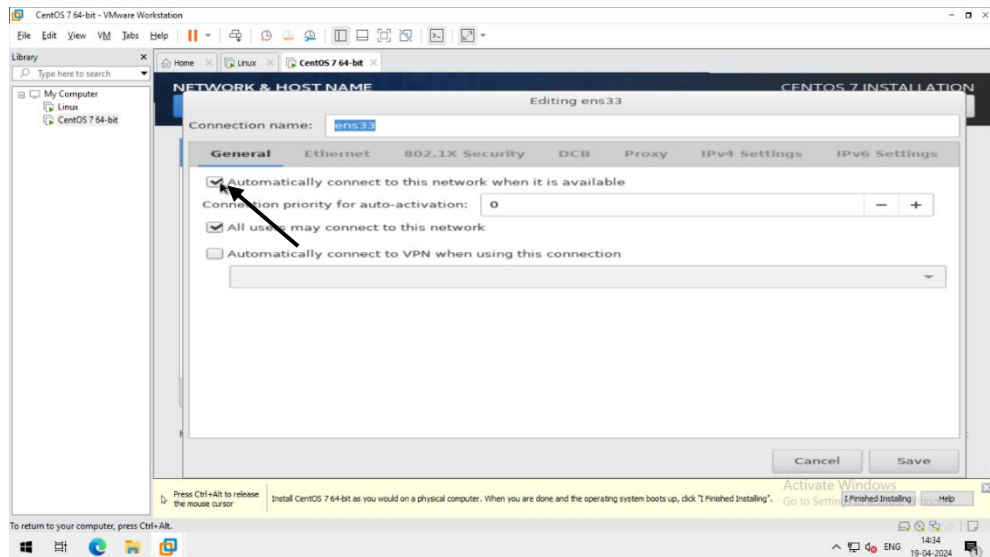 CentOS 7 64-bit - VMware Workstation
File Edit View VM Tabs Help
Library
Type here to search
My Computer
Linux
CentOS 7 64-bit
Home Linux CentOS 7 64-bit
NETWORK & HOST NAME CENTOS 7 INSTALLATION
Editing ens33
Connection name: ens33
General Ethernet 802.1X Security DCB Proxy IPv4 Settings IPv6 Settings
Automatically connect to this network when it is available
Connection priority for auto-activation: 0
All users may connect to this network
Automatically connect to VPN when using this connection
Cancel Save
Activate Windows
Press Ctrl+Alt to release
the mouse cursor
Install CentOS 7 64-bit as you would on a physical computer. When you are done and the operating system boots up, click "I Finished Installing".
Go to Settin
I Finished Installing
Help
To return to your computer, press Ctrl+Alt.
ENG
14:34
19-04-2024